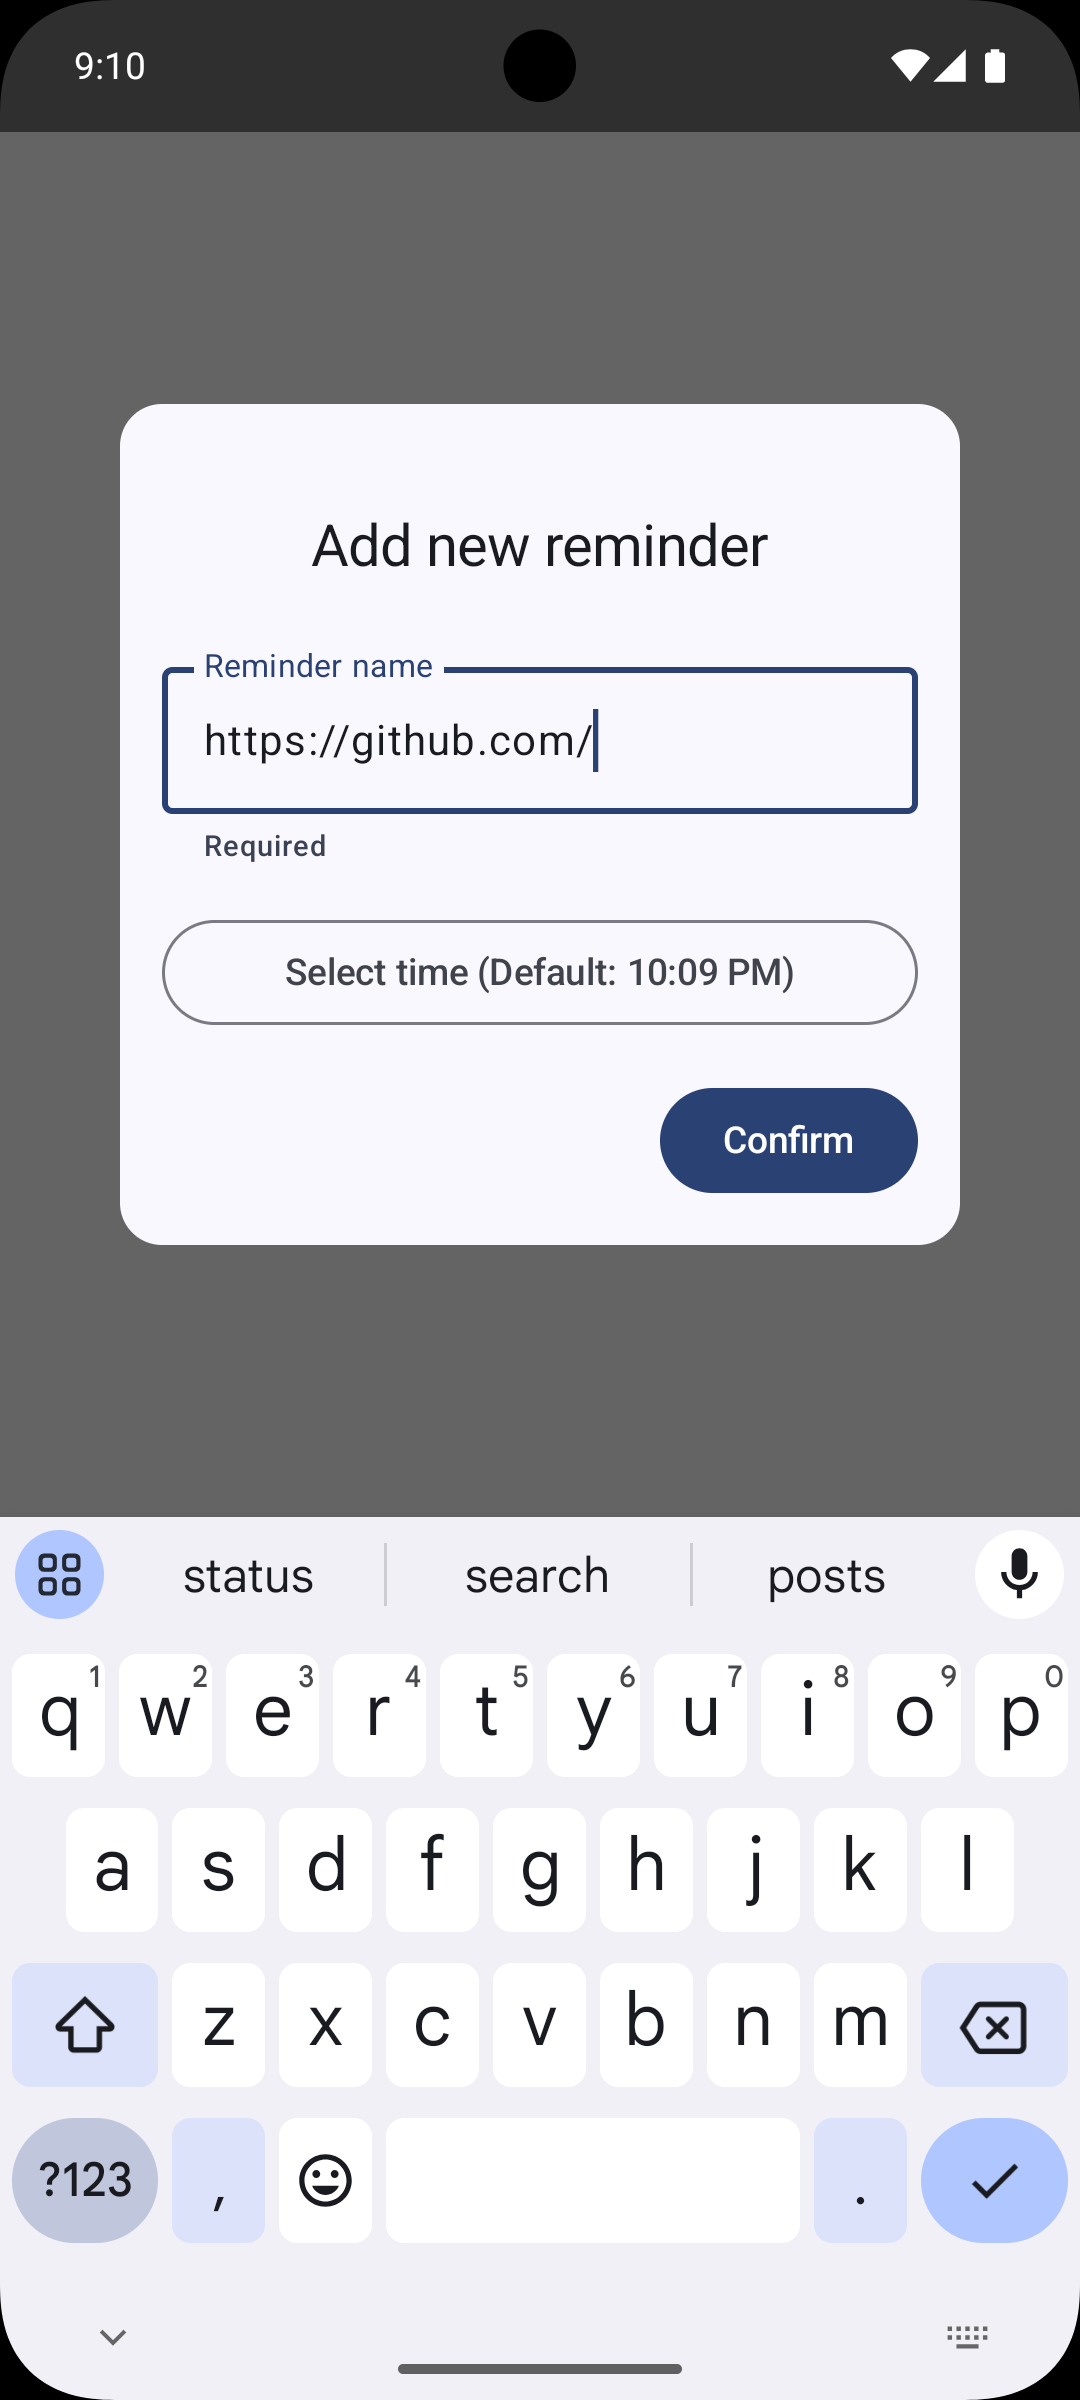 9:10
Add new reminder
Reminder name
https://github.com/
Required
Select time (Default: 10:09 PM)
Confirm
status search posts
q1 w2 e3 r4 t5 y6 u7 i8 o9 p0
a s d f g h j k l
z x c v b n m
?123 , .